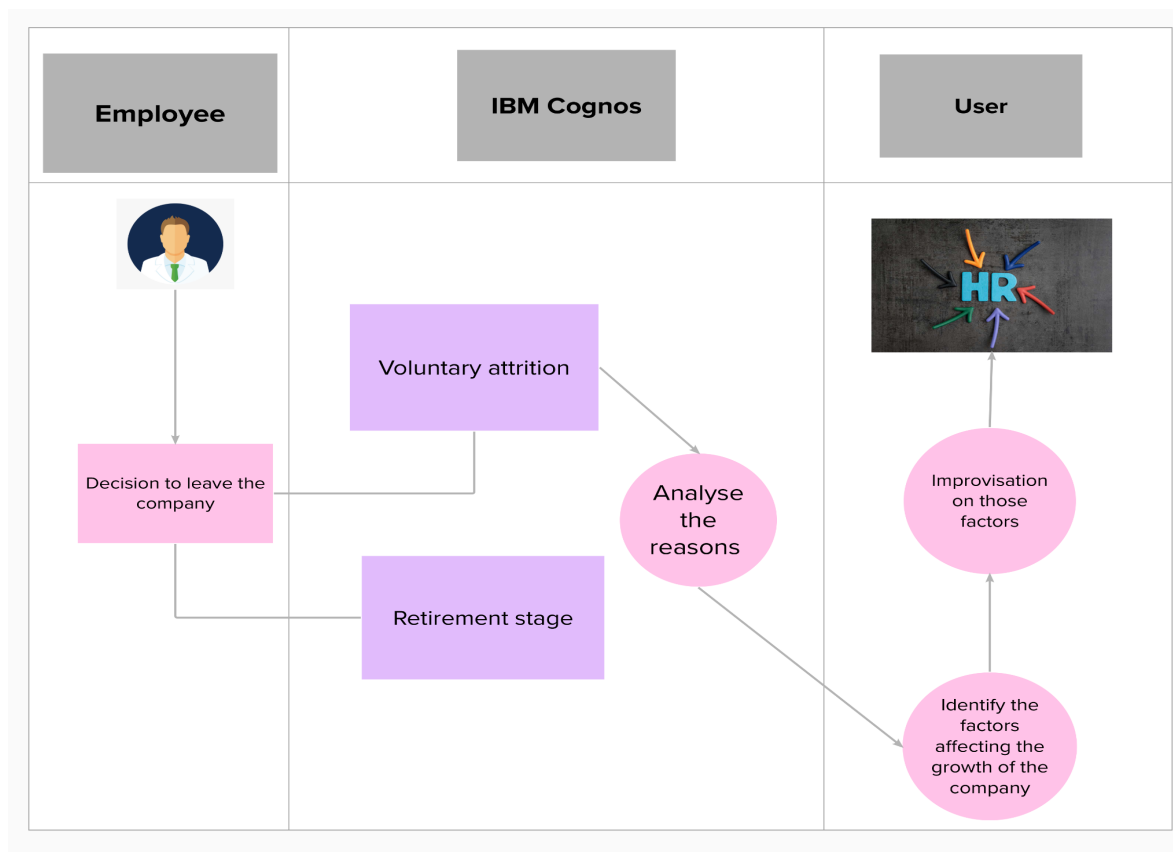 Employee
IBM Cognos
User
HR
Voluntary attrition
Decision to leave the
company
Analyse
the
reasons
Improvisation
on those
factors
Retirement stage
Identify the
factors
affecting the
growth of the
company